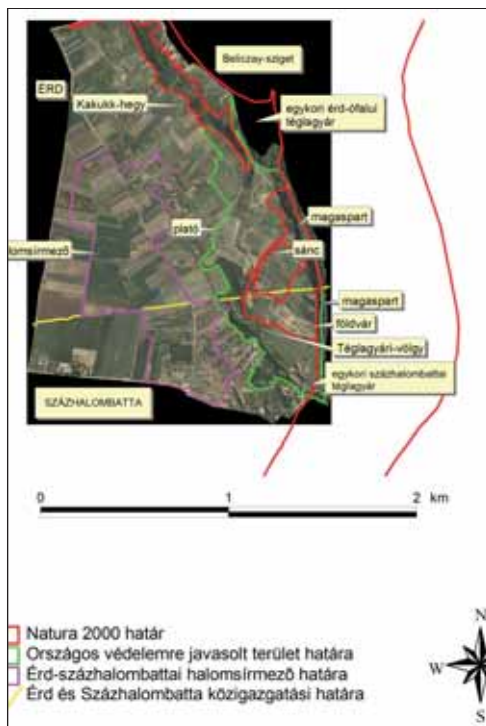 Beliczay-sziget
ÉRD
Kakukk-hegy
egykori érd-ófalui
téglagyár
magaspart
plató
sánc
lomsírmező
magaspart
földvár
Téglagyári-völgy
egykori százhalombattai
téglagyár
SZÁZHALOMBATTA
0 1 2 km
Natura 2000 határ
Országos védelemre javasolt terület határa
Érd-százhalombattai halomsírmező határa
Érd és Százhalombatta közigazgatási határa
N
W
S